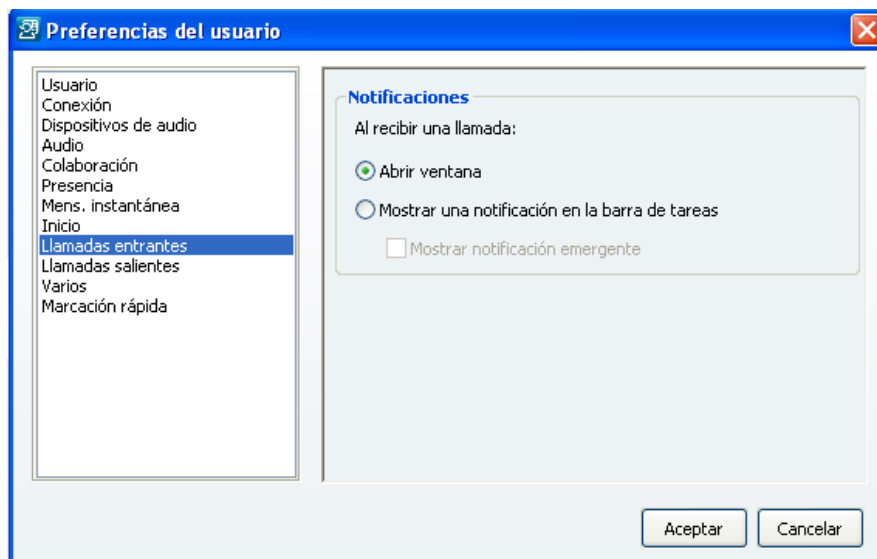 Preferencias del usuario
Usuario
Conexión
Dispositivos de audio
Audio
Colaboración
Presencia
Mens. instantánea
Inicio
Llamadas entrantes
Llamadas salientes
Varios
Marcación rápida
Notificaciones
Al recibir una llamada:
Abrir ventana
Mostrar una notificación en la barra de tareas
Mostrar notificación emergente
Aceptar
Cancelar